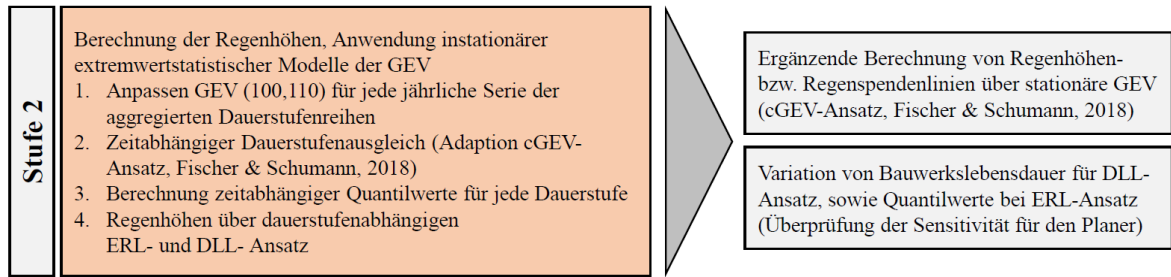 Stufe 2
Berechnung der Regenhöhen, Anwendung instationärer
extremwertstatistischer Modelle der GEV
1. Anpassen GEV (100,110) für jede jährliche Serie der
aggregierten Dauerstufenreihen
2. Zeitabhängiger Dauerstufenausgleich (Adaption cGEV-
Ansatz, Fischer & Schumann, 2018)
3. Berechnung zeitabhängiger Quantilwerte für jede Dauerstufe
4. Regenhöhen über dauerstufenabhängigen
ERL- und DLL- Ansatz
Ergänzende Berechnung von Regenhöhen-
bzw. Regenspendenlinien über stationäre GEV
(cGEV-Ansatz, Fischer & Schumann, 2018)
Variation von Bauwerkslebensdauer für DLL-
Ansatz, sowie Quantilwerte bei ERL-Ansatz
(Überprüfung der Sensitivität für den Planer)